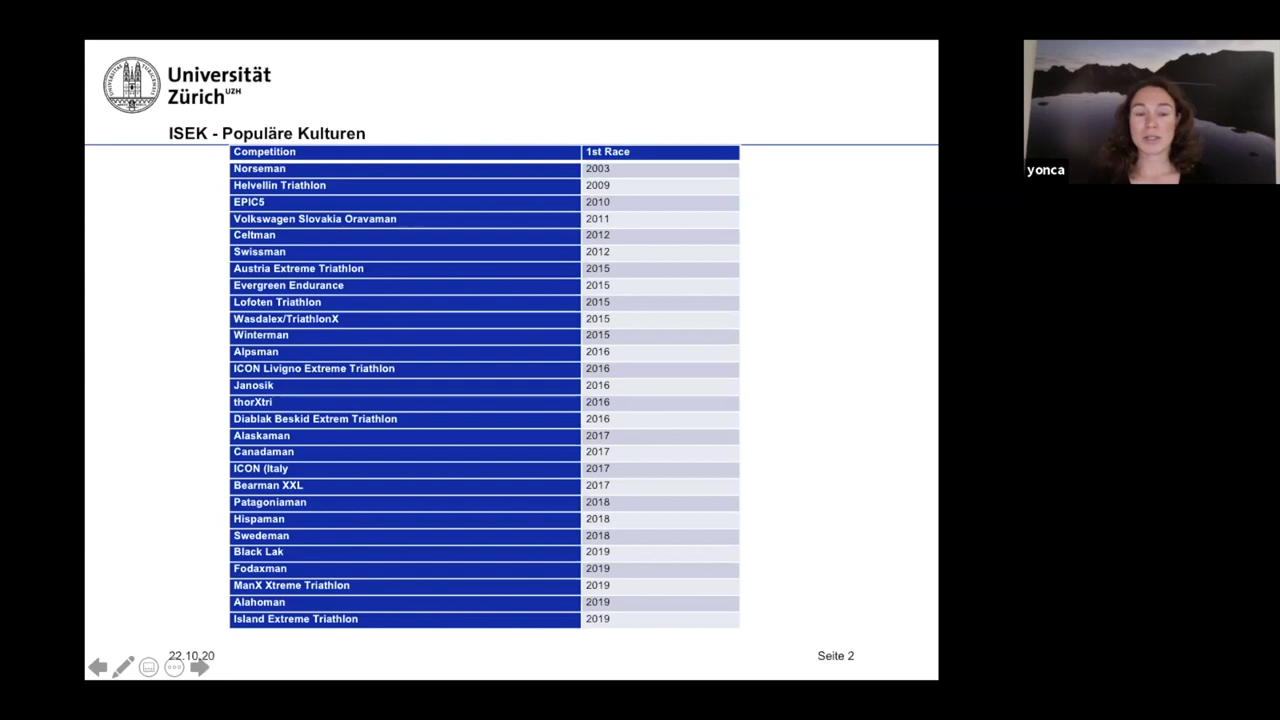 Universität
Zürich UZH
ISEK - Populäre Kulturen
Competition 1st Race
Norseman 2003
Helvellin Triathlon 2009
EPIC5 2010
Volkswagen Slovakia Oravaman 2011
Celtman 2012
Swissman 2012
Austria Extreme Triathlon 2015
Evergreen Endurance 2015
Lofoten Triathlon 2015
Wasdalex/TriathlonX 2015
Winterman 2015
Alpsman 2016
ICON Livigno Extreme Triathlon 2016
Janosik 2016
thorXtri 2016
Diablak Beskid Extrem Triathlon 2016
Alaskaman 2017
Canadaman 2017
ICON (Italy 2017
Bearman XXL 2017
Patagoniaman 2018
Hispaman 2018
Swedeman 2018
Black Lak 2019
Fodaxman 2019
ManX Xtreme Triathlon 2019
Alahoman 2019
Island Extreme Triathlon 2019
22.10.20 Seite 2
yonca